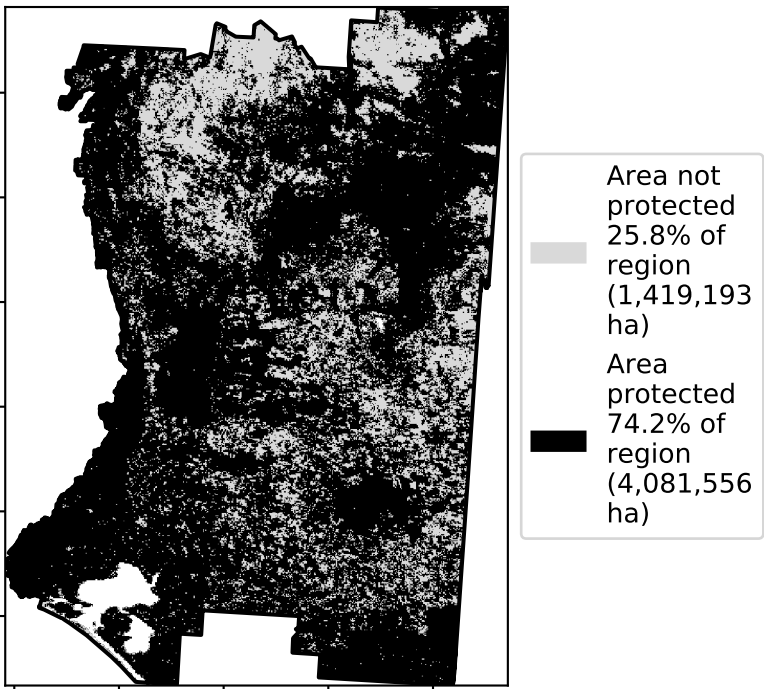 Area not
protected
25.8% of
region
(1,419,193
ha)
Area
protected
74.2% of
region
(4,081,556
ha)